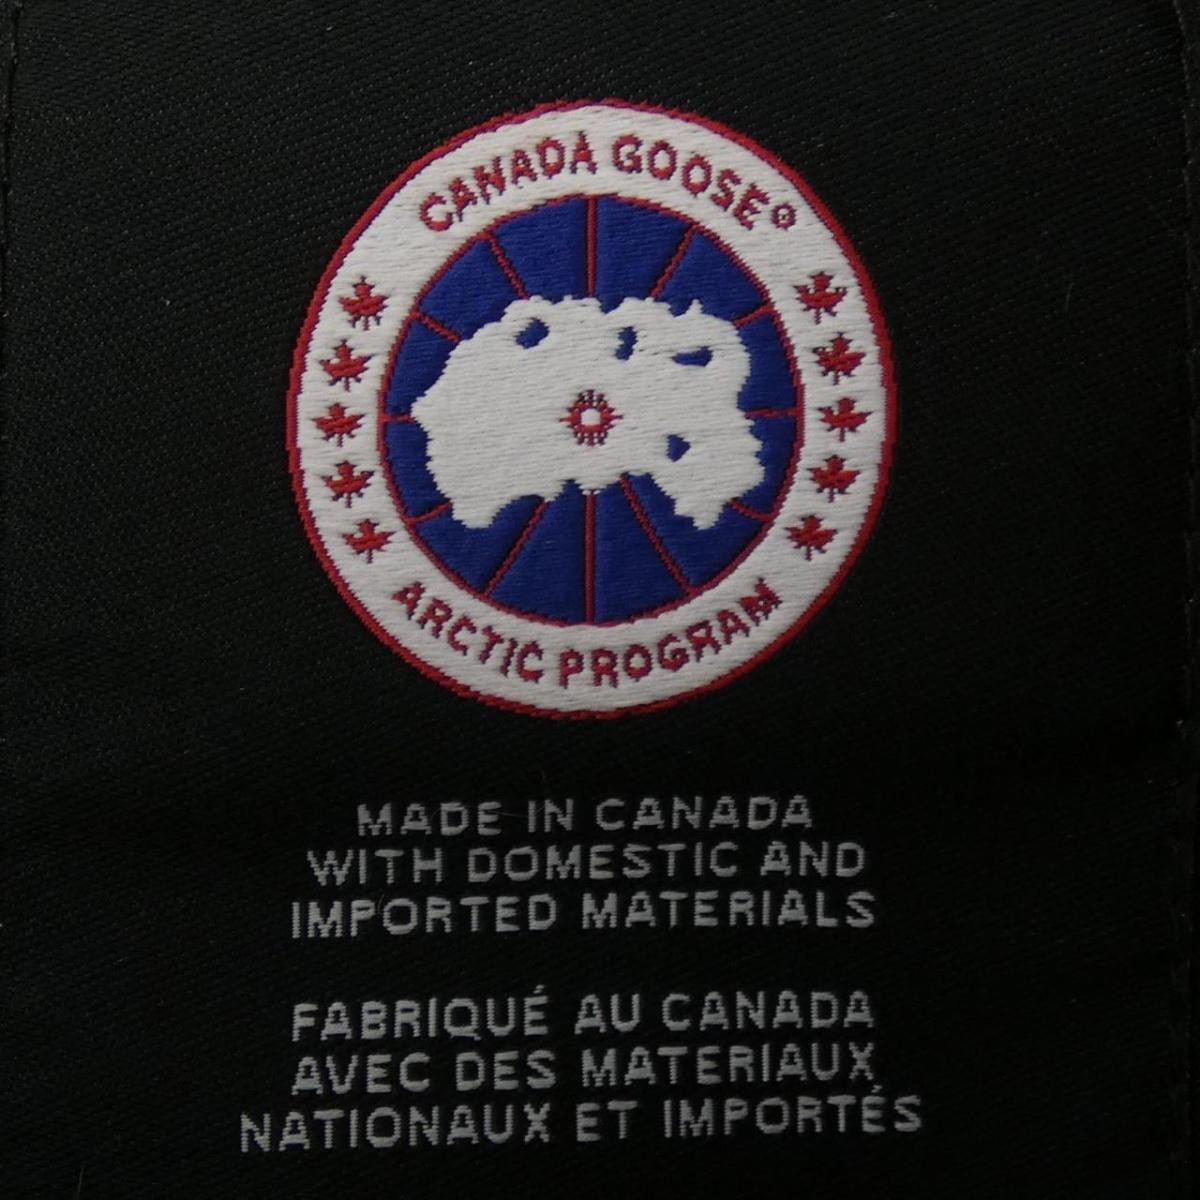 CANADA GOOSE®
ARCTIC PROGRAM
MADE IN CANADA
WITH DOMESTIC AND
IMPORTED MATERIALS
FABRIQUÉ AU CANADA
AVEC DES MATERIAUX
NATIONAUX ET IMPORTÉS